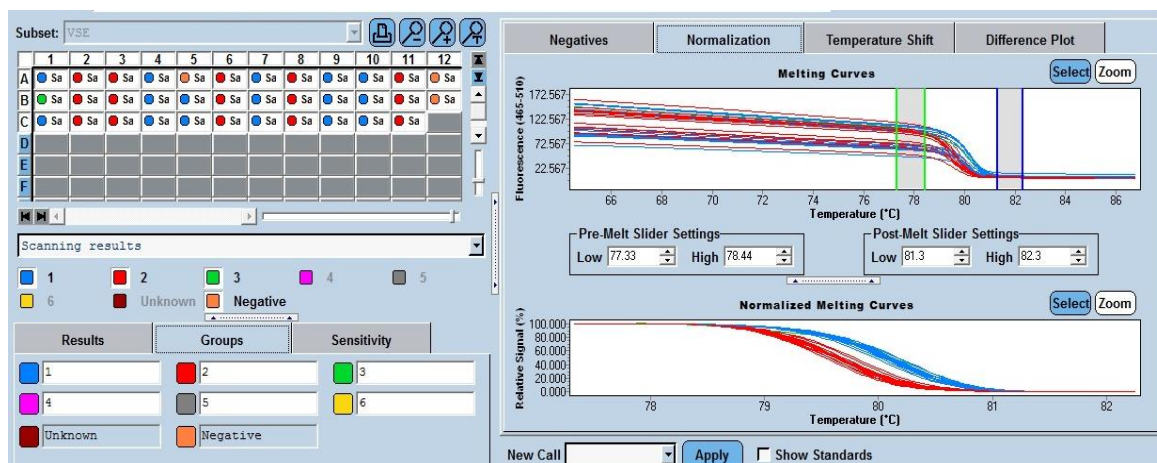 Subset: VSE
1 2 3 4 5 6 7 8 9 10 11 12
A Sa Sa Sa Sa Sa Sa Sa Sa Sa Sa Sa Sa
B Sa Sa Sa Sa Sa Sa Sa Sa Sa Sa Sa Sa
C Sa Sa Sa Sa Sa Sa Sa Sa Sa Sa Sa
D
E
F
Scanning results
1 2 3 4 5
6 Unknown Negative
Results Groups Sensitivity
1 2 3
4 5 6
Unknown Negative
Negatives Normalization Temperature Shift Difference Plot
Melting Curves
Select Zoom
Fluorescence (465-510)
172.567
122.567
72.567
22.567
66 68 70 72 74 76 78 80 82 84 86
Temperature (°C)
Pre-Melt Slider Settings
Low 77.33 High 78.44
Post-Melt Slider Settings
Low 81.3 High 82.3
Normalized Melting Curves
Select Zoom
Relative Signal (%)
100.000
80.000
60.000
40.000
20.000
0.000
78 79 80 81 82
Temperature (°C)
New Call Apply Show Standards